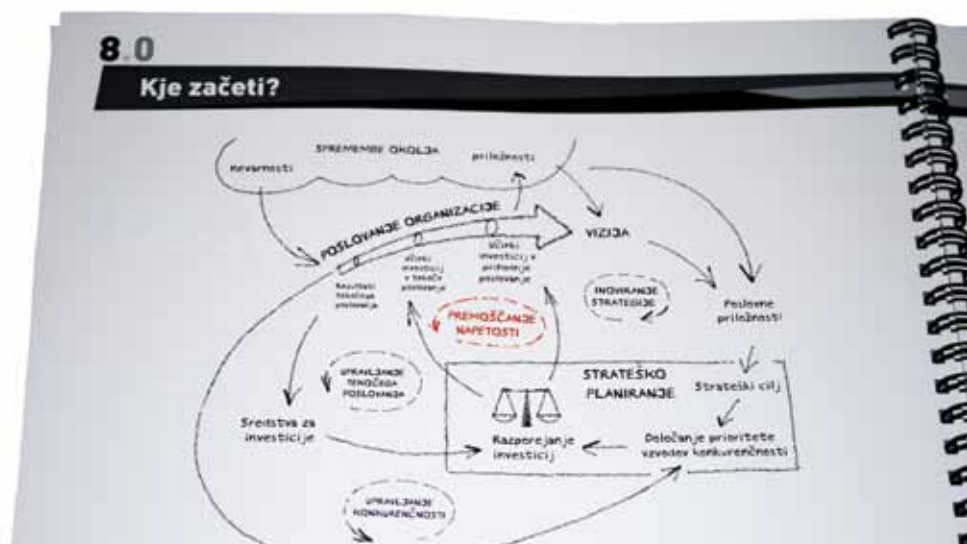 8.0
Kje začeti?
SPREMEMBE OKOLJA
nevarnosti
priložnosti
POSLOVANJE ORGANIZACIJE
VIZIJA
Rezultati
tekočega
poslovanja
Učinki
investicij
v tekoče
poslovanje
Učinki
investicij v
prihodnje
poslovanje
INOVIRANJE
STRATEGIJE
Poslovne
priložnosti
PREMOŠČANJE
NAPETOSTI
UPRAVLJANJE
TEKOČEGA
POSLOVANJA
STRATEŠKO
PLANIRANJE
Strateški cilj
Sredstva za
investicije
Razporejanje
investicij
Določanje prioritete
vzvodov konkurenčnosti
UPRAVLJANJE
KONKURENČNOSTI